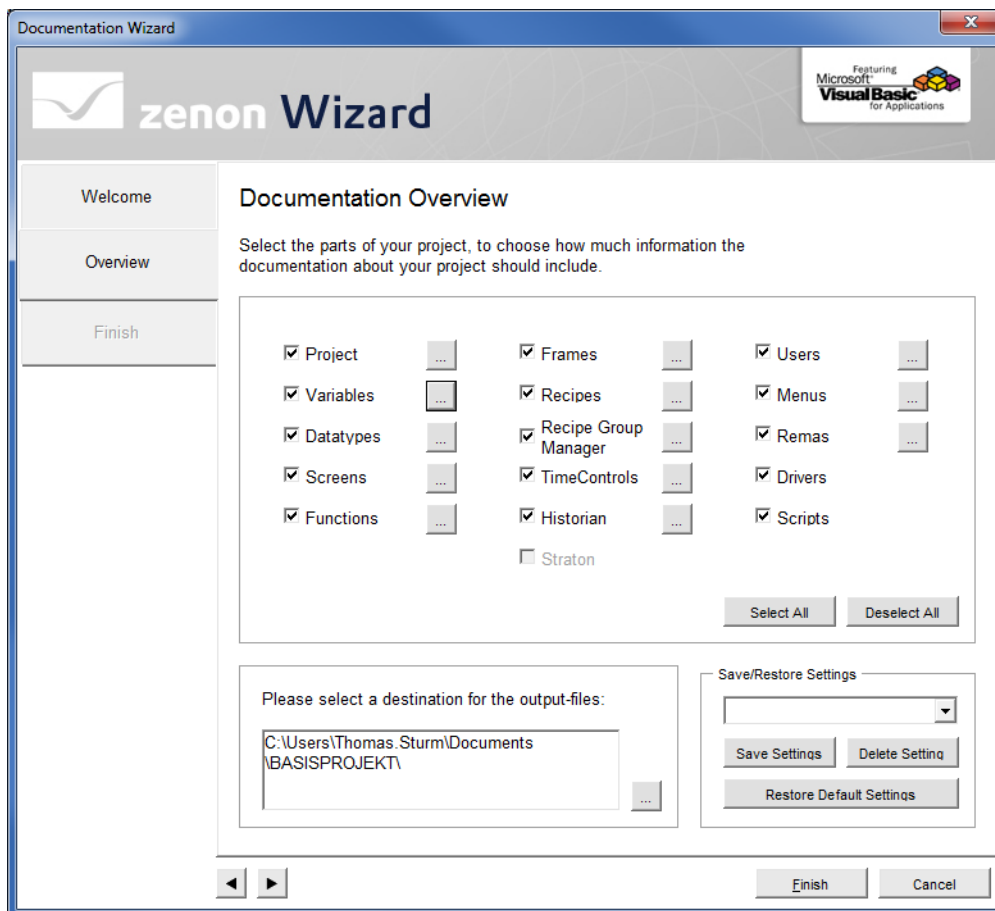 Documentation Wizard
zenon Wizard
Featuring
Microsoft®
Visual Basic
for Applications
Welcome
Overview
Finish
Documentation Overview
Select the parts of your project, to choose how much information the
documentation about your project should include.
Project ...
Frames ...
Users ...
Variables ...
Recipes ...
Menus ...
Datatypes ...
Recipe Group
Manager ...
Remas ...
Screens ...
TimeControls ...
Drivers
Functions ...
Historian ...
Scripts
Straton
Select All
Deselect All
Please select a destination for the output-files:
C:\Users\Thomas.Sturm\Documents
\BASISPROJEKT\
...
Save/Restore Settings
Save Settings
Delete Setting
Restore Default Settings
Finish
Cancel